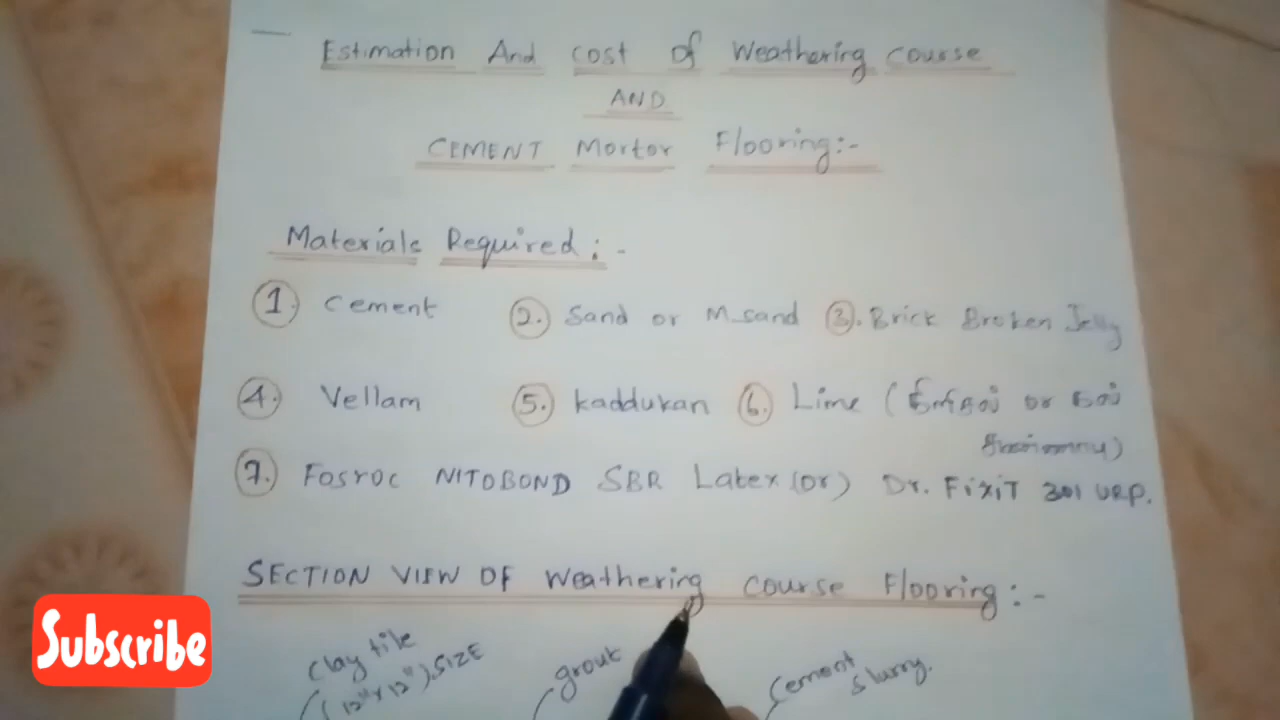 Estimation And cost of Weathering course
AND
CEMENT Mortor Flooring:-
Materials Required:-
1. Cement 2. Sand or M-sand 3. Brick Broken Jelly
4. Vellam 5. kaddukan 6. Lime ( or
7. Fosroc NITOBOND SBR Latex (or) Dr. FixiT 301 URP.
SECTION VIEW OF Weathering course Flooring:-
clay tile
(12"x12").SIZE
grout
cement
slurry.
Subscribe